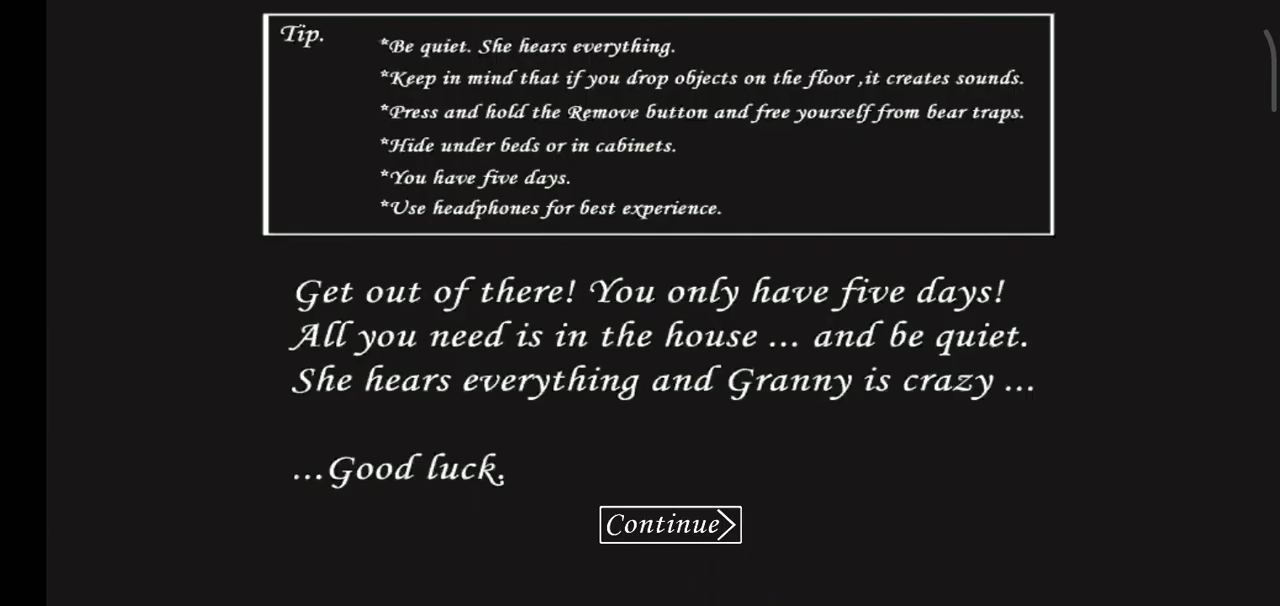 Tip.
*Be quiet. She hears everything.
*Keep in mind that if you drop objects on the floor ,it creates sounds.
*Press and hold the Remove button and free yourself from bear traps.
*Hide under beds or in cabinets.
*You have five days.
*Use headphones for best experience.
Get out of there! You only have five days!
All you need is in the house ... and be quiet.
She hears everything and Granny is crazy ...
...Good luck.
Continue